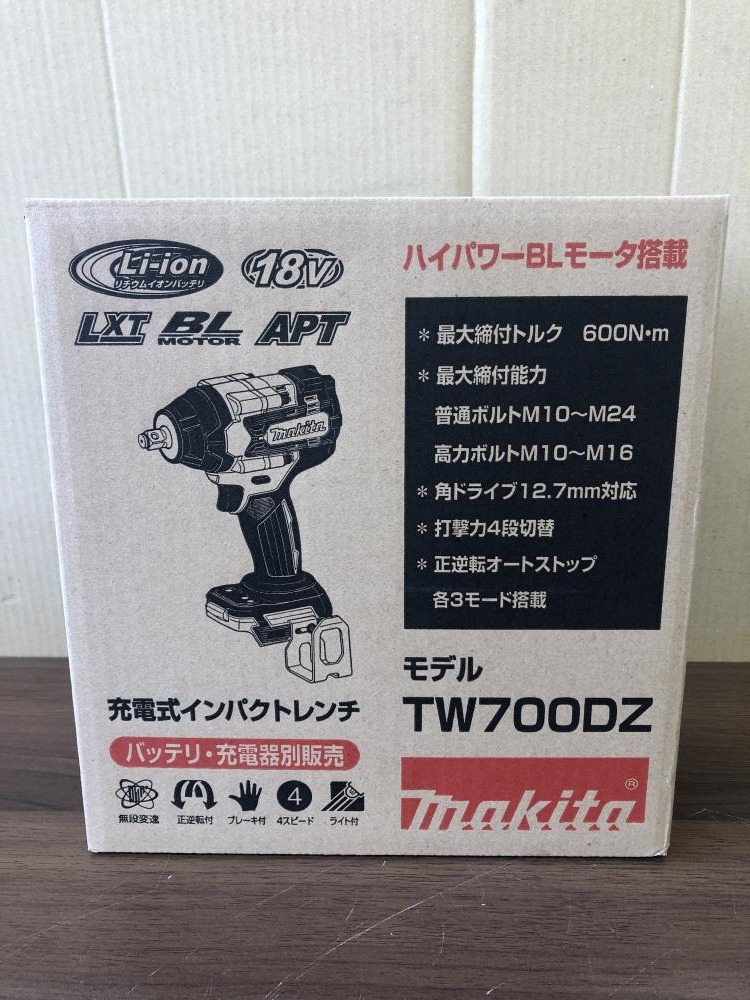 Li-ion
リチウムイオンバッテリ
18V
LXT BL MOTOR APT
makita
充電式インパクトレンチ
バッテリ・充電器別販売
無段変速
正逆転付
ブレーキ付
4
4スピード
ライト付
ハイパワーBLモータ搭載
＊最大締付トルク 600N・m
＊最大締付能力
普通ボルトM10〜M24
高力ボルトM10〜M16
＊角ドライブ12.7mm対応
＊打撃力4段切替
＊正逆転オートストップ
各3モード搭載
モデル
TW700DZ
makita®